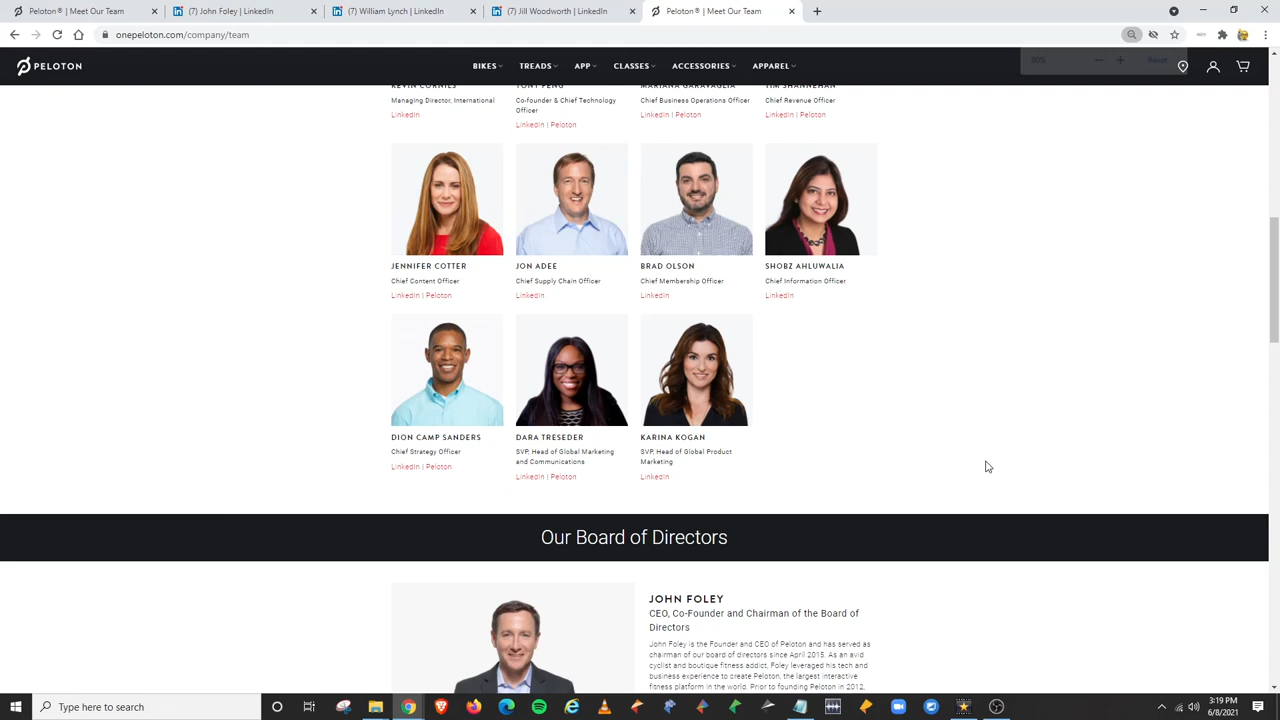 Peloton® | Meet Our Team
(7) John Foley | LinkedIn
(7) William Lynch | LinkedIn
(7) Jill Woodworth | LinkedIn
Peloton® | Meet Our Team
onepeloton.com/company/team
PELOTON
BIKES
TREADS
APP
CLASSES
ACCESSORIES
APPAREL
80%
Reset
KEVIN CORNILS
Managing Director, International
LinkedIn
TONY FENG
Co-founder & Chief Technology
Officer
LinkedIn | Peloton
MARIANA GARAVAGLIA
Chief Business Operations Officer
LinkedIn | Peloton
TIM SHANNEHAN
Chief Revenue Officer
LinkedIn | Peloton
JENNIFER COTTER
Chief Content Officer
LinkedIn | Peloton
JON ADEE
Chief Supply Chain Officer
LinkedIn
BRAD OLSON
Chief Membership Officer
LinkedIn
SHOBZ AHLUWALIA
Chief Information Officer
LinkedIn
DION CAMP SANDERS
Chief Strategy Officer
LinkedIn | Peloton
DARA TRESEDER
SVP, Head of Global Marketing
and Communications
LinkedIn | Peloton
KARINA KOGAN
SVP, Head of Global Product
Marketing
LinkedIn
Our Board of Directors
JOHN FOLEY
CEO, Co-Founder and Chairman of the Board of
Directors
John Foley is the Founder and CEO of Peloton and has served as
chairman of our board of directors since April 2015. As an avid
cyclist and boutique fitness addict, Foley leveraged his tech and
business experience to create Peloton, the largest interactive
fitness platform in the world. Prior to founding Peloton in 2012,
Type here to search
3:19 PM
6/8/2021